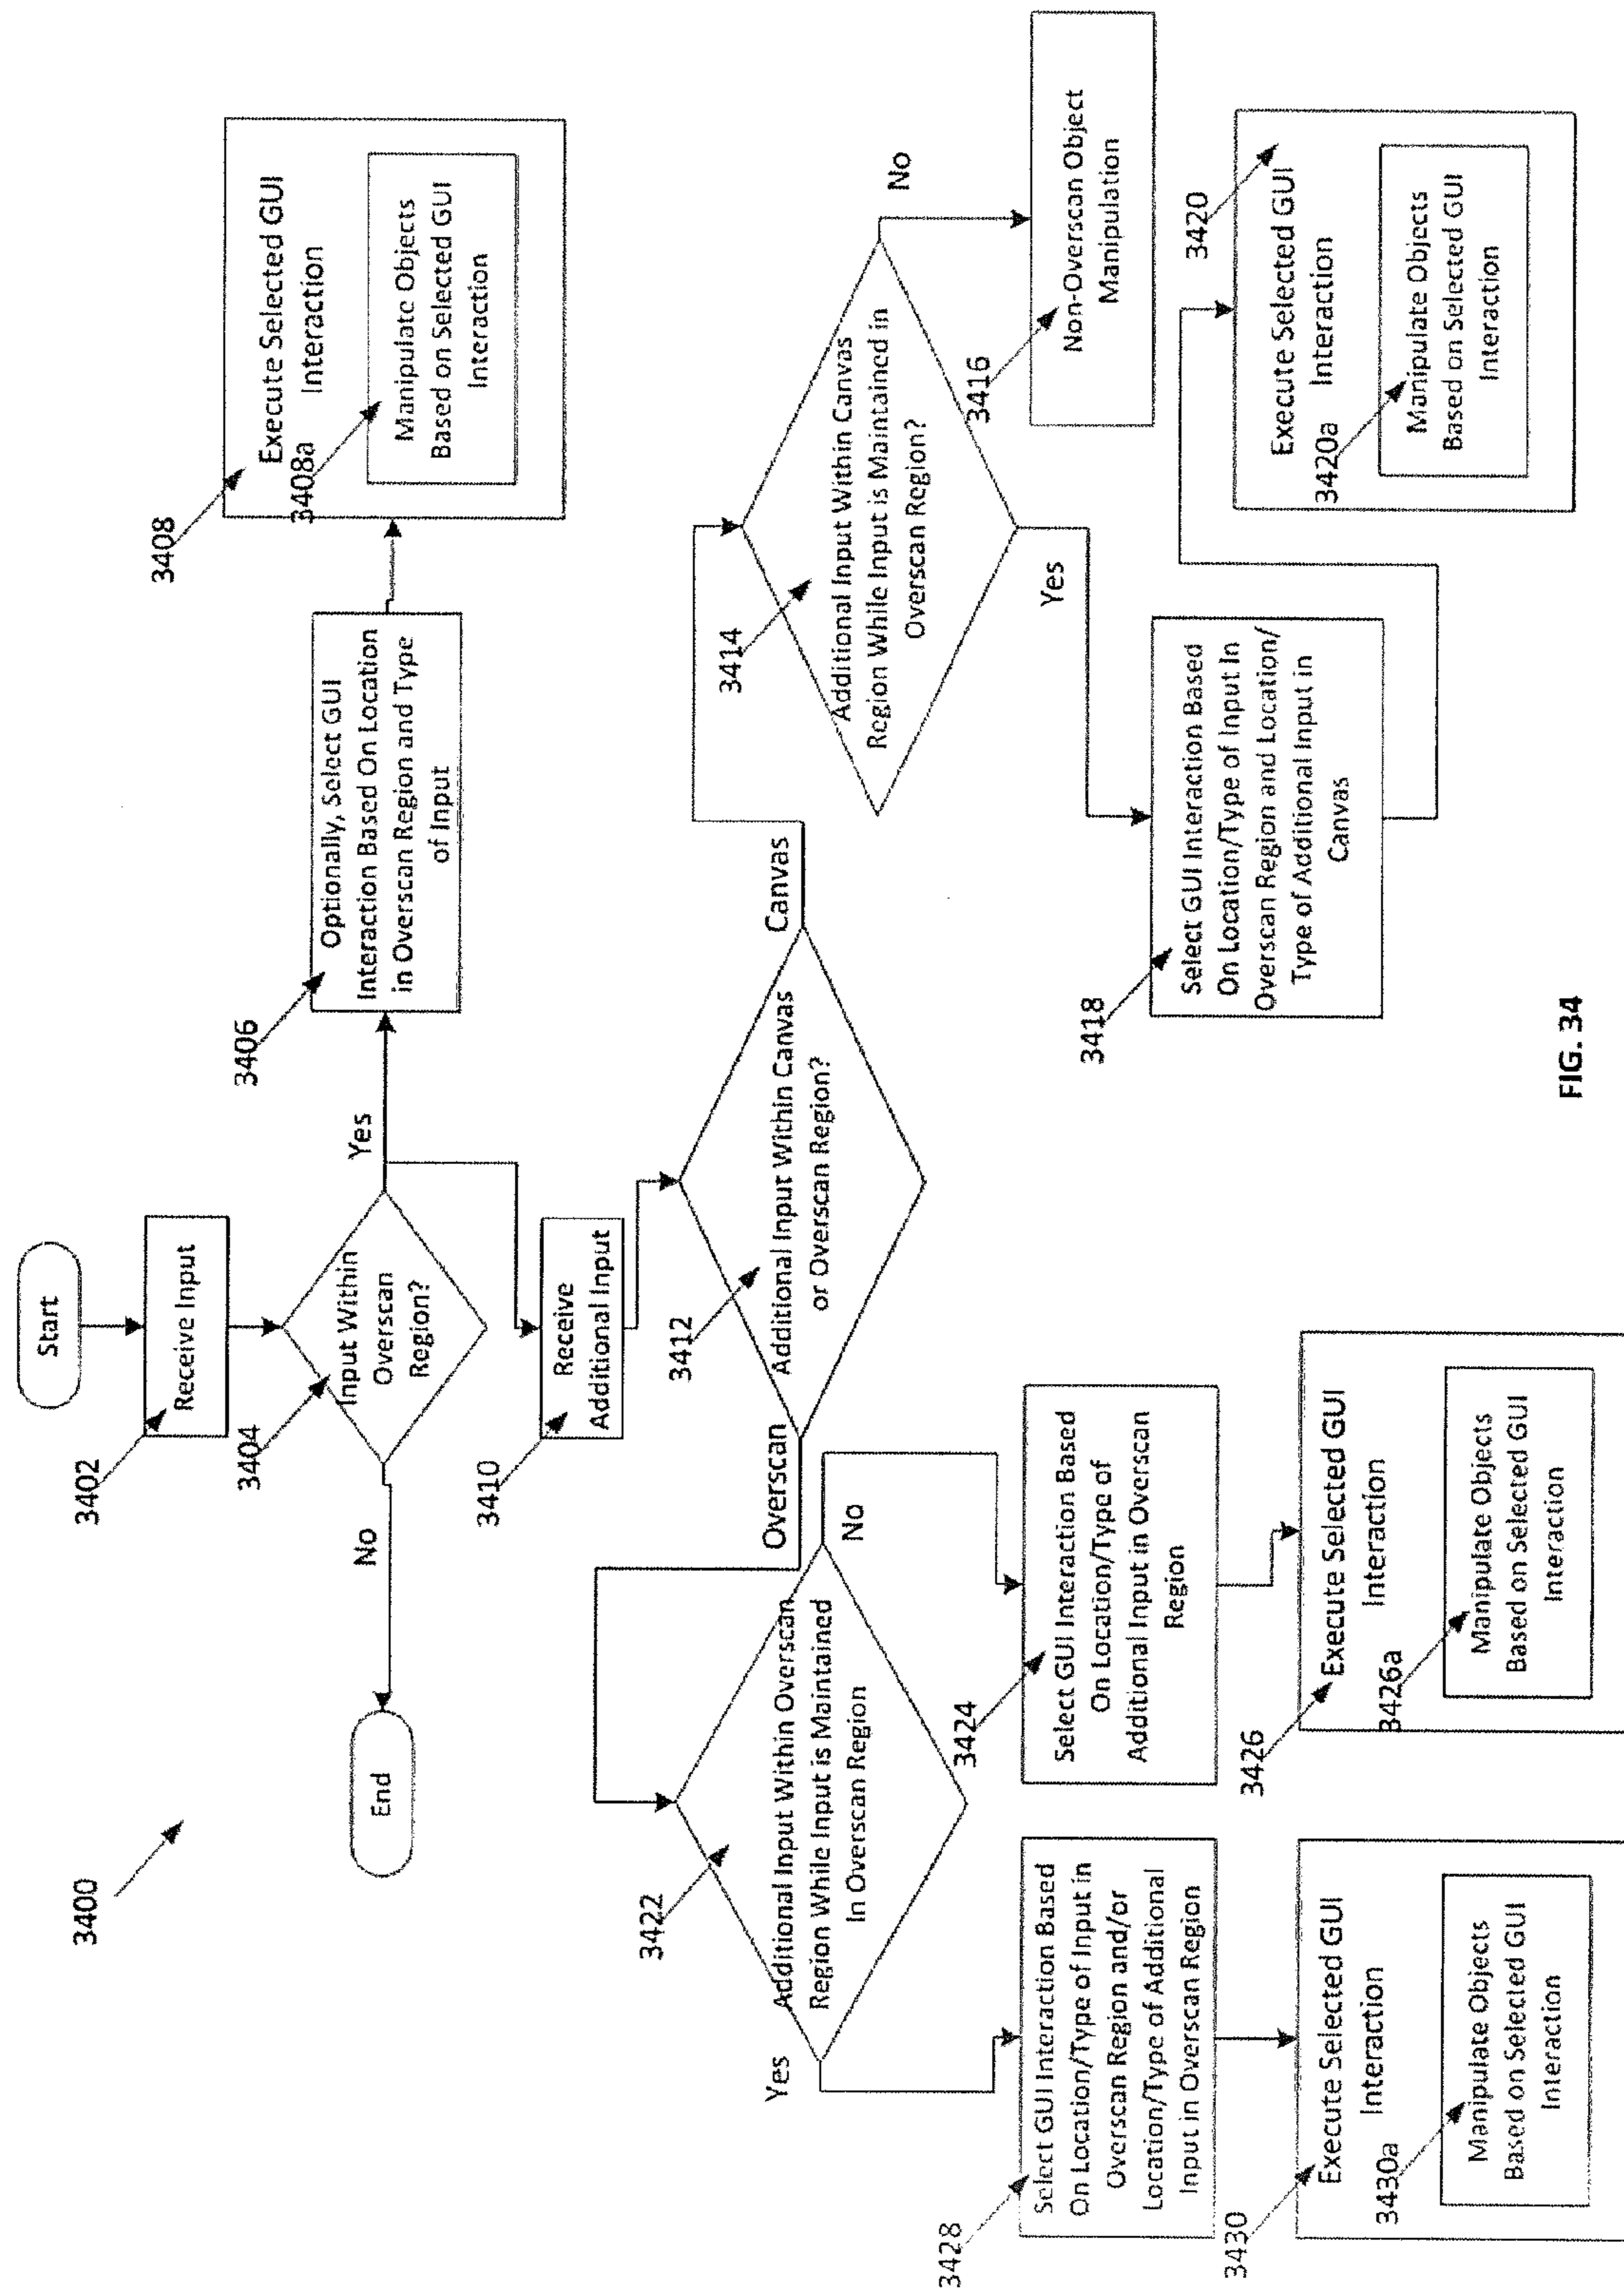 3400
Start
3402
Receive Input
3404
Input Within
Overscan
Region?
No
End
Yes
3406
Optionally, Select GUI
Interaction Based On Location
in Overscan Region and Type
of Input
3408
Execute Selected GUI
Interaction
3408a
Manipulate Objects
Based on Selected GUI
Interaction
3410
Receive
Additional Input
3412
Additional Input Within Canvas
or Overscan Region?
Overscan
Canvas
3414
Additional Input Within Canvas
Region While Input is Maintained in
Overscan Region?
No
3416
Non-Overscan Object
Manipulation
Yes
3418
Select GUI Interaction Based
On Location/Type of Input In
Overscan Region and Location/
Type of Additional Input in
Canvas
3420
Execute Selected GUI
Interaction
3420a
Manipulate Objects
Based on Selected GUI
Interaction
3422
Additional Input Within Overscan
Region While Input is Maintained
In Overscan Region
No
3424
Select GUI Interaction Based
On Location/Type of
Additional Input in Overscan
Region
3426
Execute Selected GUI
Interaction
3426a
Manipulate Objects
Based on Selected GUI
Interaction
Yes
3428
Select GUI Interaction Based
On Location/Type of Input in
Overscan Region and/or
Location/Type of Additional
Input in Overscan Region
3430
Execute Selected GUI
Interaction
3430a
Manipulate Objects
Based on Selected GUI
Interaction
FIG. 34